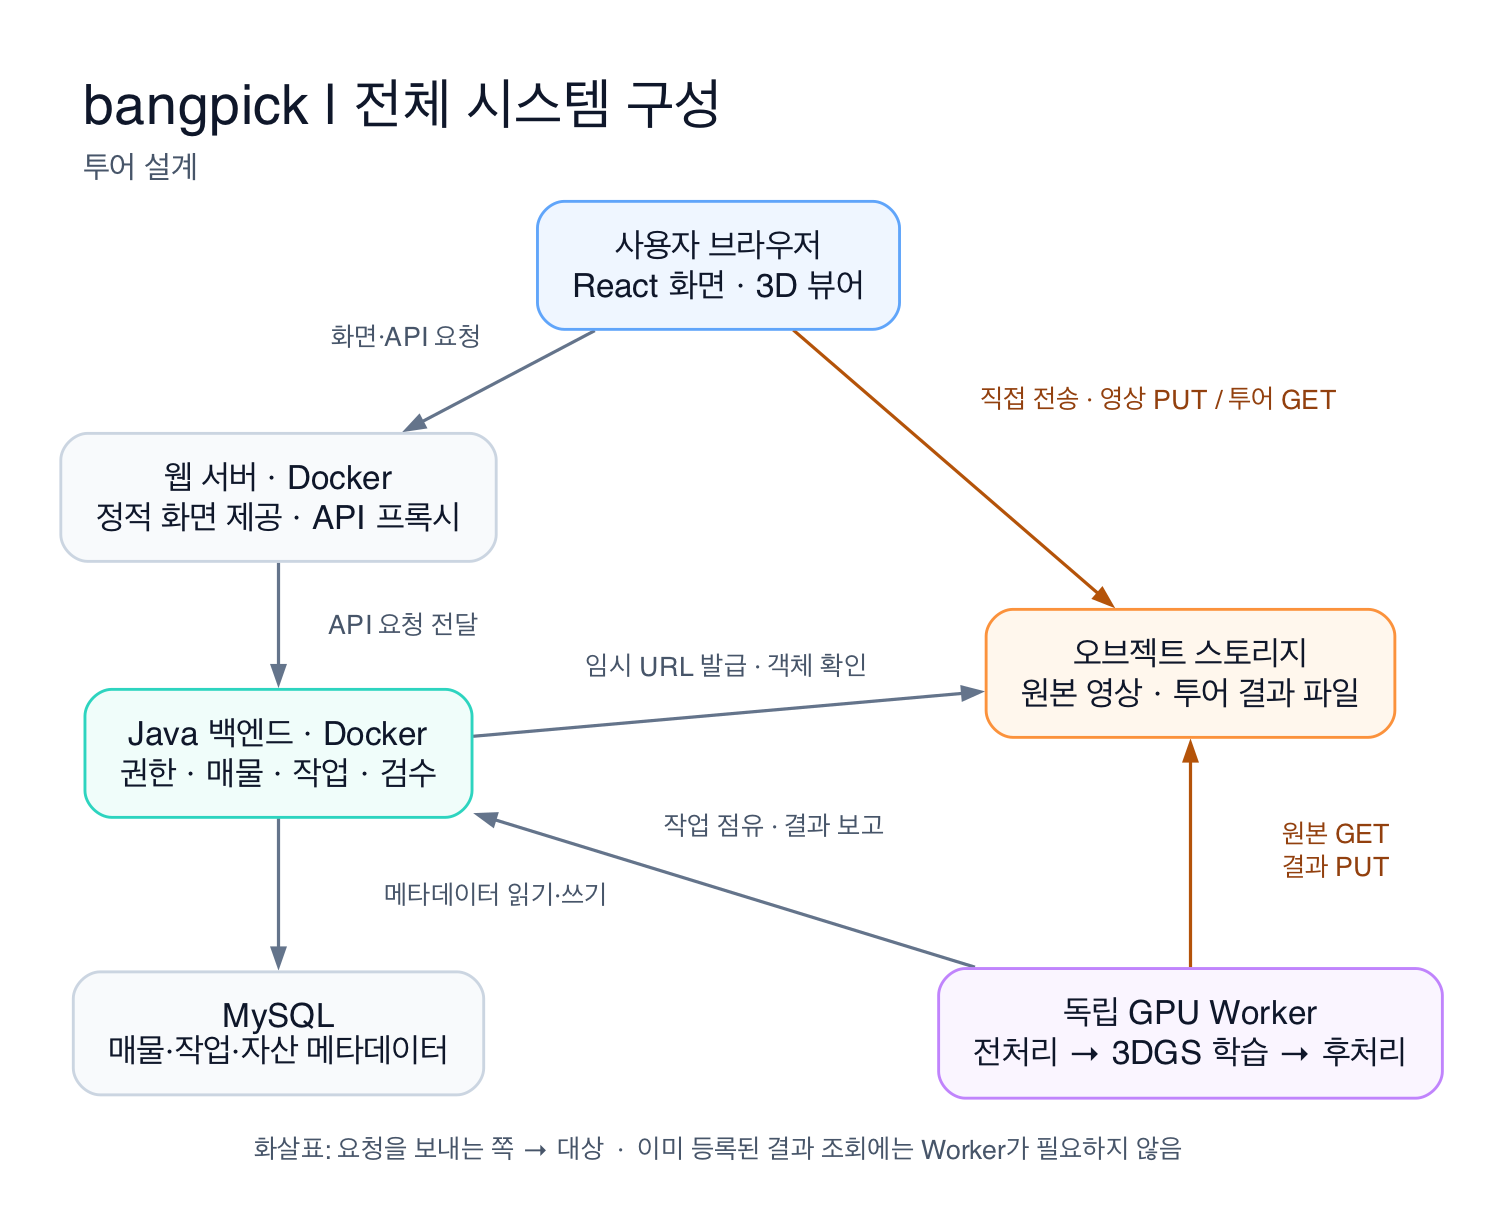 bangpick | 전체 시스템 구성
투어 설계
사용자 브라우저
React 화면 · 3D 뷰어
화면·API 요청
직접 전송 · 영상 PUT / 투어 GET
웹 서버 · Docker
정적 화면 제공 · API 프록시
API 요청 전달
임시 URL 발급 · 객체 확인
오브젝트 스토리지
원본 영상 · 투어 결과 파일
Java 백엔드 · Docker
권한 · 매물 · 작업 · 검수
작업 점유 · 결과 보고
원본 GET
결과 PUT
메타데이터 읽기·쓰기
MySQL
매물·작업·자산 메타데이터
독립 GPU Worker
전처리 → 3DGS 학습 → 후처리
화살표: 요청을 보내는 쪽 → 대상 · 이미 등록된 결과 조회에는 Worker가 필요하지 않음